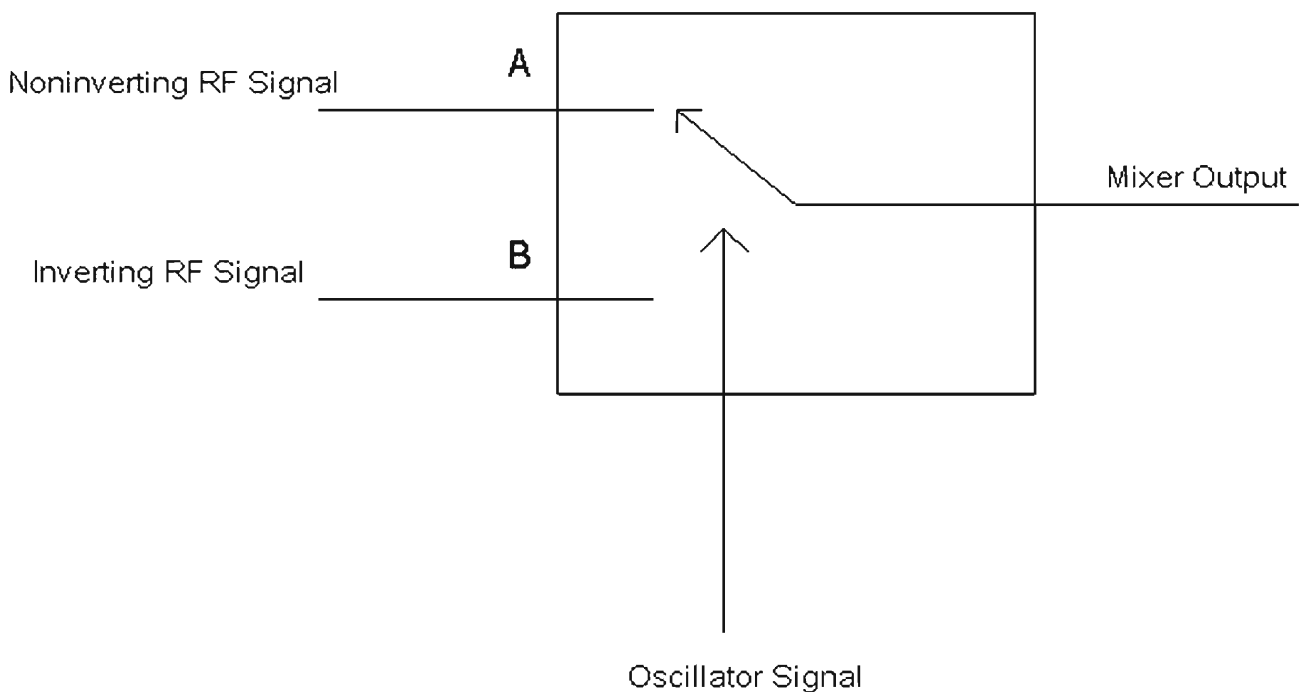 A
Noninverting RF Signal
Mixer Output
B
Inverting RF Signal
Oscillator Signal